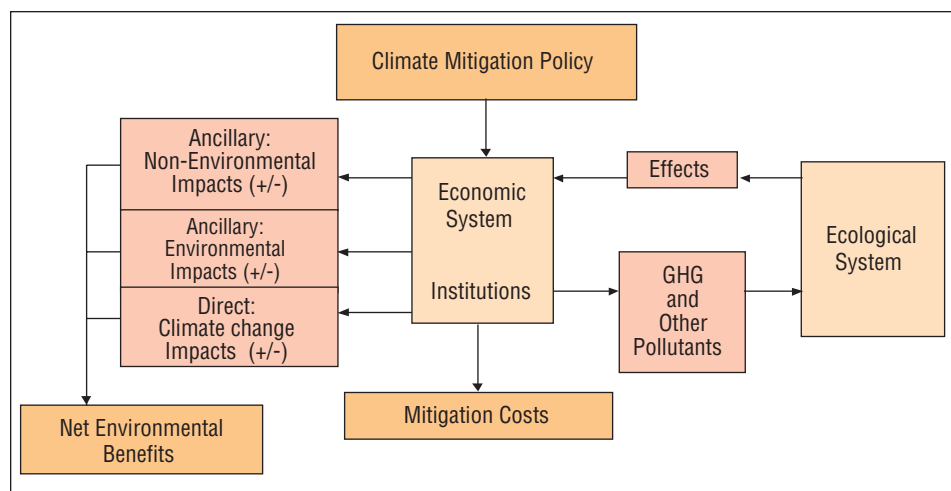 Climate Mitigation Policy
Ancillary:
Non-Environmental
Impacts (+/-)
Ancillary:
Environmental
Impacts (+/-)
Direct:
Climate change
Impacts (+/-)
Net Environmental
Benefits
Economic
System
Institutions
Mitigation Costs
Effects
GHG
and
Other
Pollutants
Ecological
System